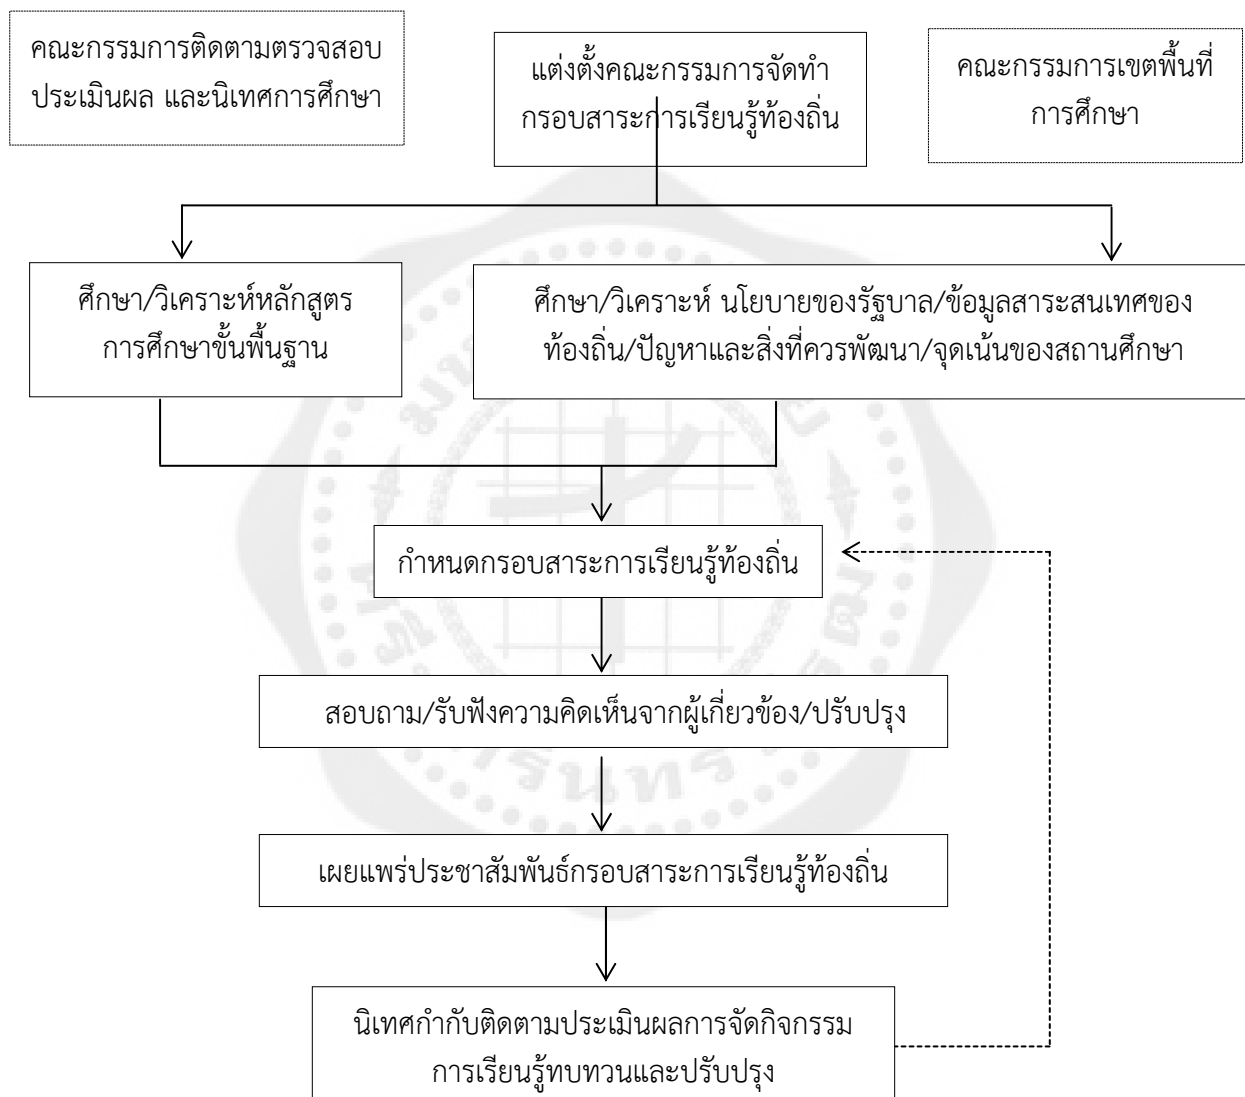 คณะกรรมการติดตามตรวจสอบ
ประเมินผล และนิเทศการศึกษา
แต่งตั้งคณะกรรมการจัดทำ
กรอบสาระการเรียนรู้ท้องถิ่น
คณะกรรมการเขตพื้นที่
การศึกษา
ศึกษา/วิเคราะห์หลักสูตร
การศึกษาขั้นพื้นฐาน
ศึกษา/วิเคราะห์ นโยบายของรัฐบาล/ข้อมูลสาระสนเทศของ
ท้องถิ่น/ปัญหาและสิ่งที่ควรพัฒนา/จุดเน้นของสถานศึกษา
กำหนดกรอบสาระการเรียนรู้ท้องถิ่น
สอบถาม/รับฟังความคิดเห็นจากผู้เกี่ยวข้อง/ปรับปรุง
เผยแพร่ประชาสัมพันธ์กรอบสาระการเรียนรู้ท้องถิ่น
นิเทศกำกับติดตามประเมินผลการจัดกิจกรรม
การเรียนรู้ทบทวนและปรับปรุง